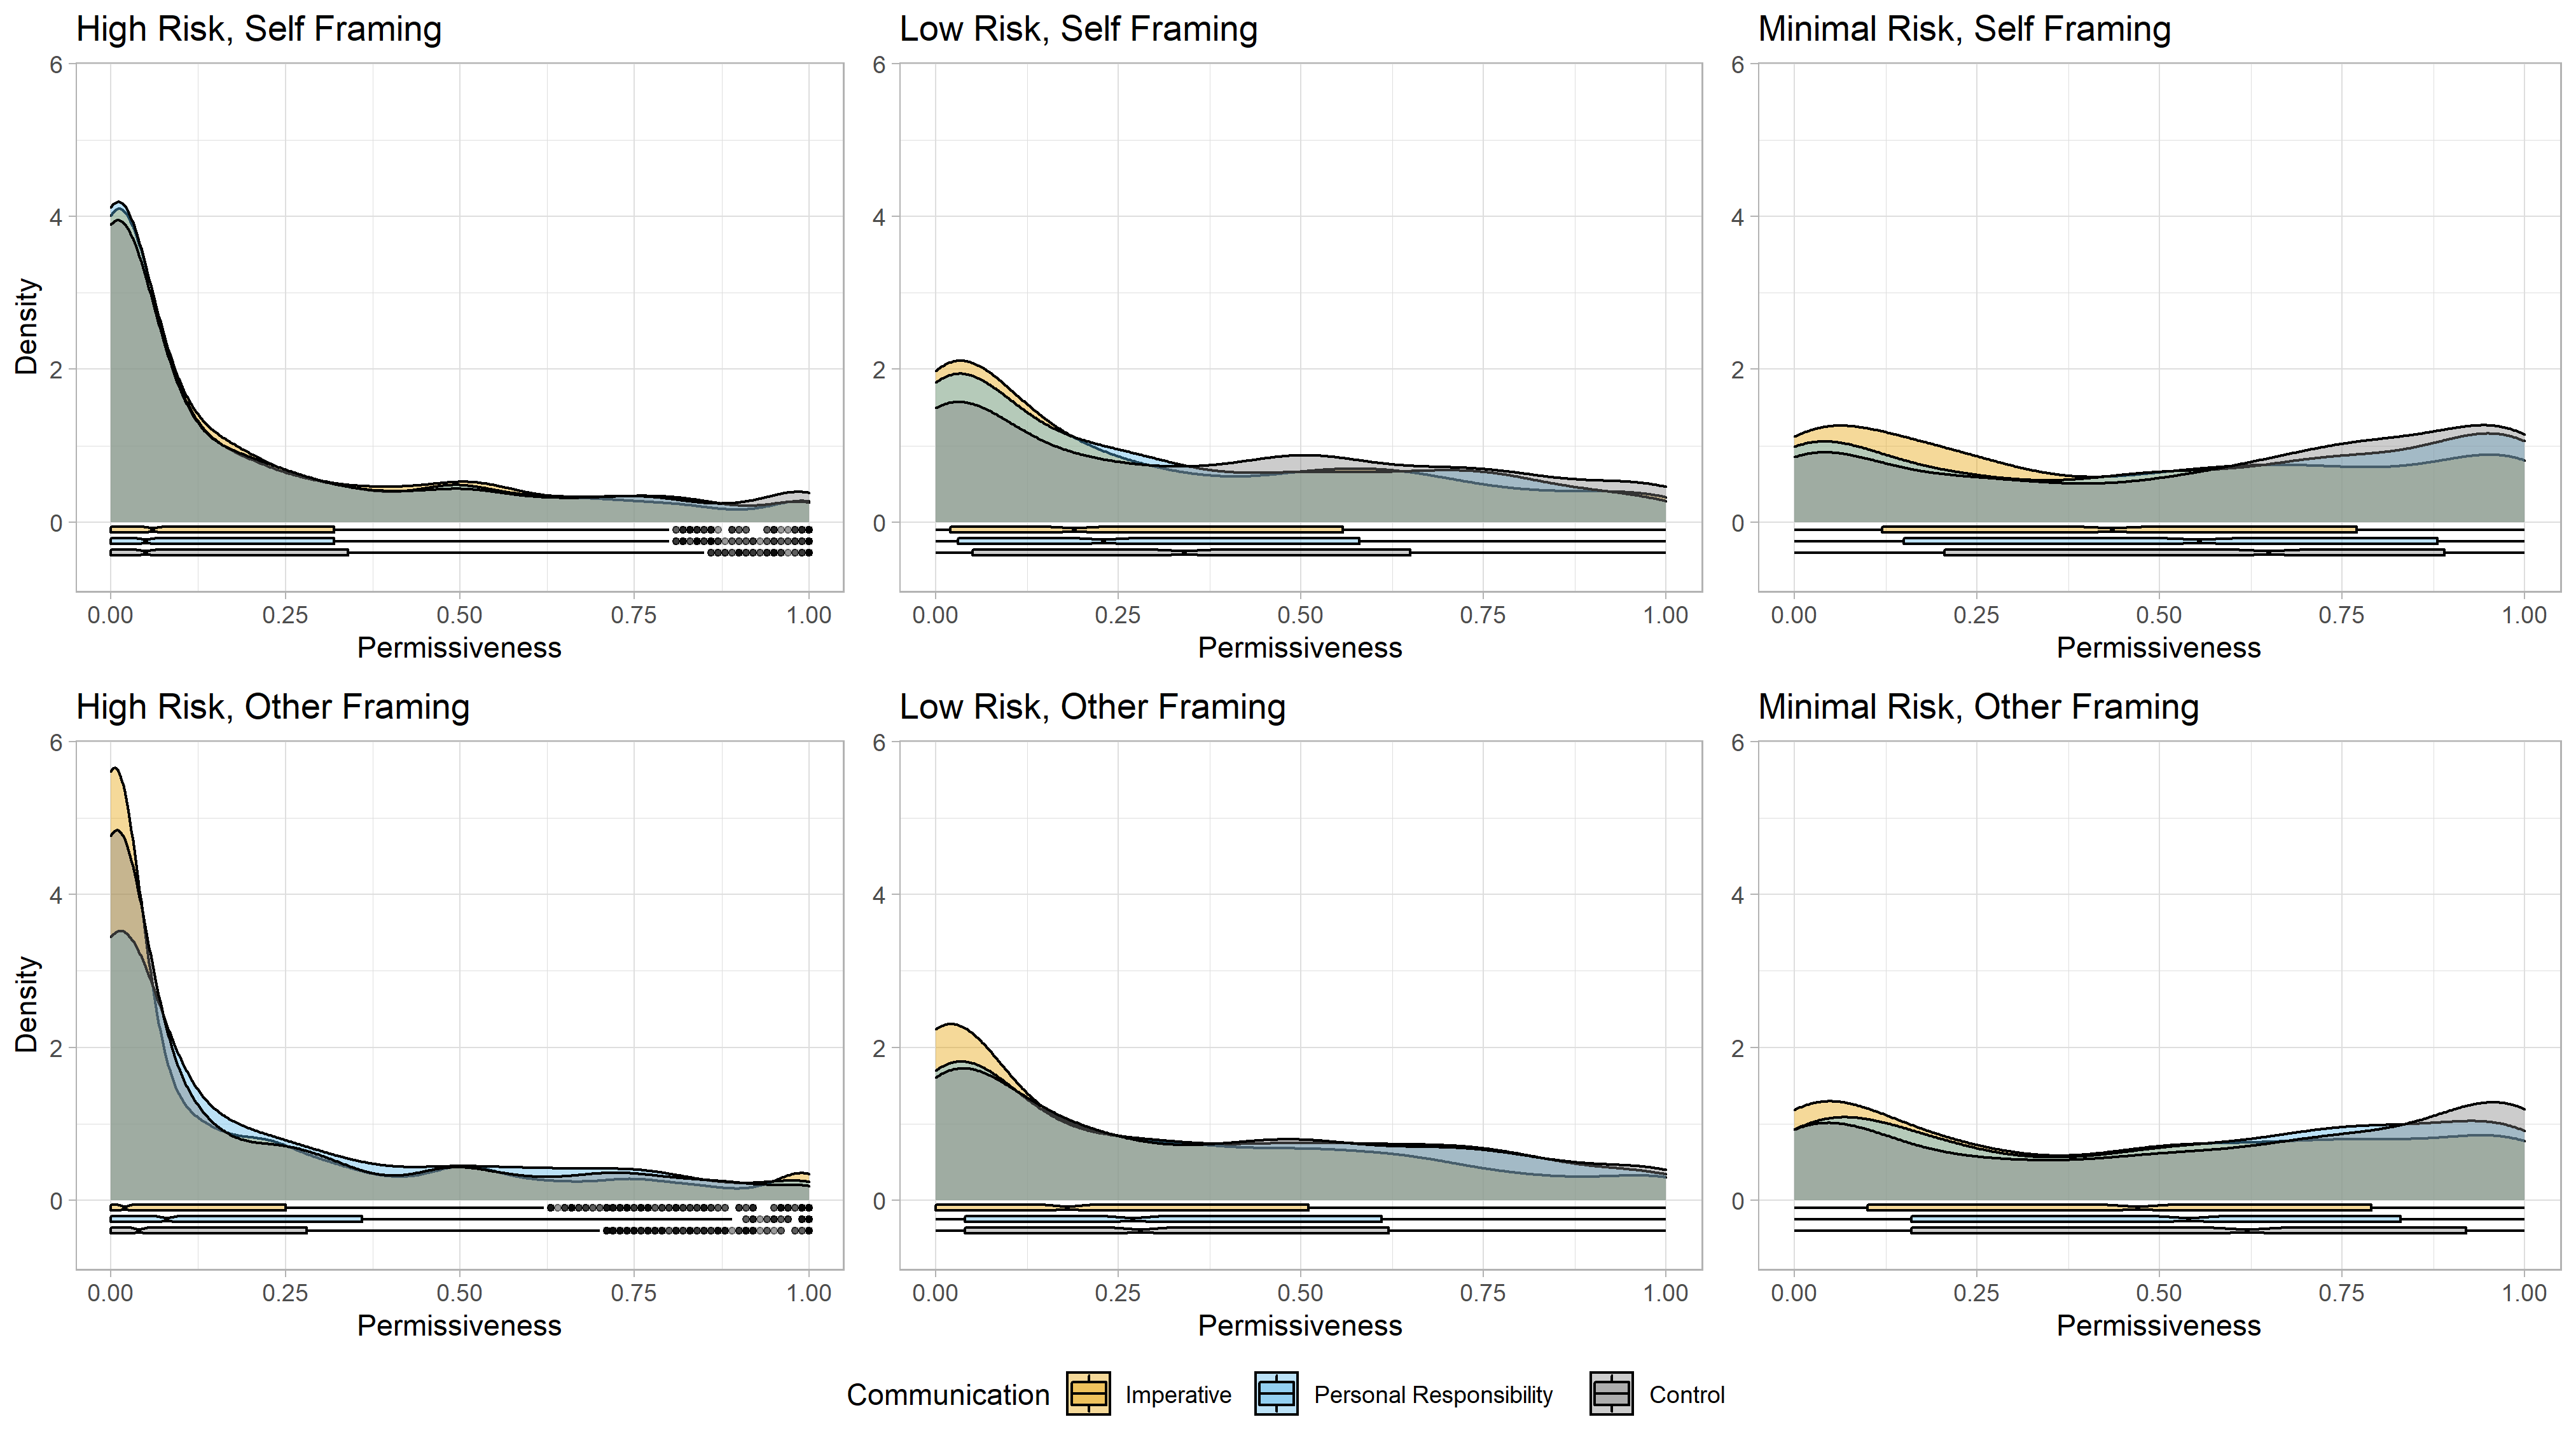 High Risk, Self Framing
Low Risk, Self Framing
Minimal Risk, Self Framing
6
4
2
0
Density
0.00 0.25 0.50 0.75 1.00
Permissiveness
6
4
2
0
0.00 0.25 0.50 0.75 1.00
Permissiveness
6
4
2
0
0.00 0.25 0.50 0.75 1.00
Permissiveness
High Risk, Other Framing
Low Risk, Other Framing
Minimal Risk, Other Framing
6
4
2
0
Density
0.00 0.25 0.50 0.75 1.00
Permissiveness
6
4
2
0
0.00 0.25 0.50 0.75 1.00
Permissiveness
6
4
2
0
0.00 0.25 0.50 0.75 1.00
Permissiveness
Communication Imperative Personal Responsibility Control